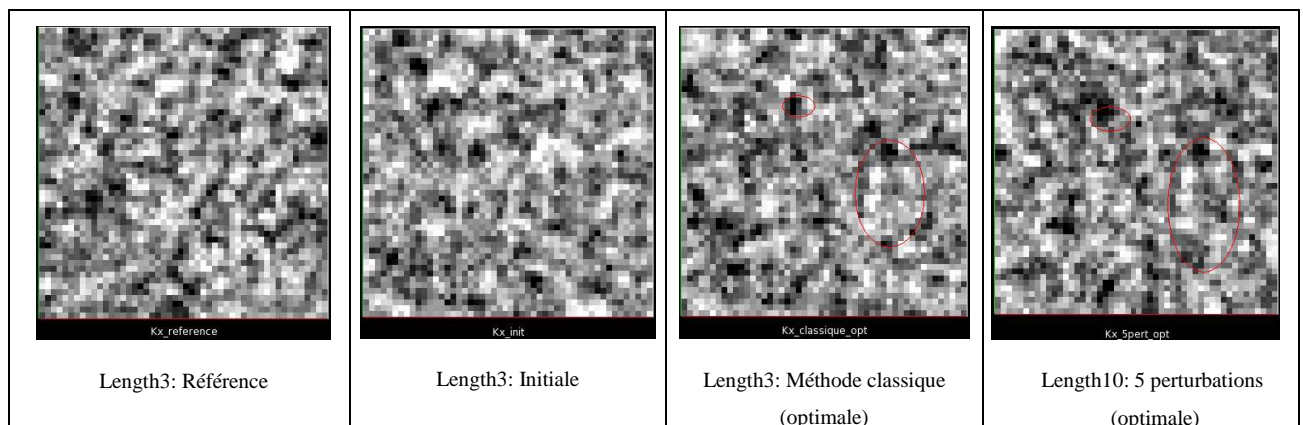 Kx_reference
Kx_init
Kx_classique_opt
Kx_5pert_opt
Length3: Référence
Length3: Initiale
Length3: Méthode classique
(optimale)
Length10: 5 perturbations
(optimale)